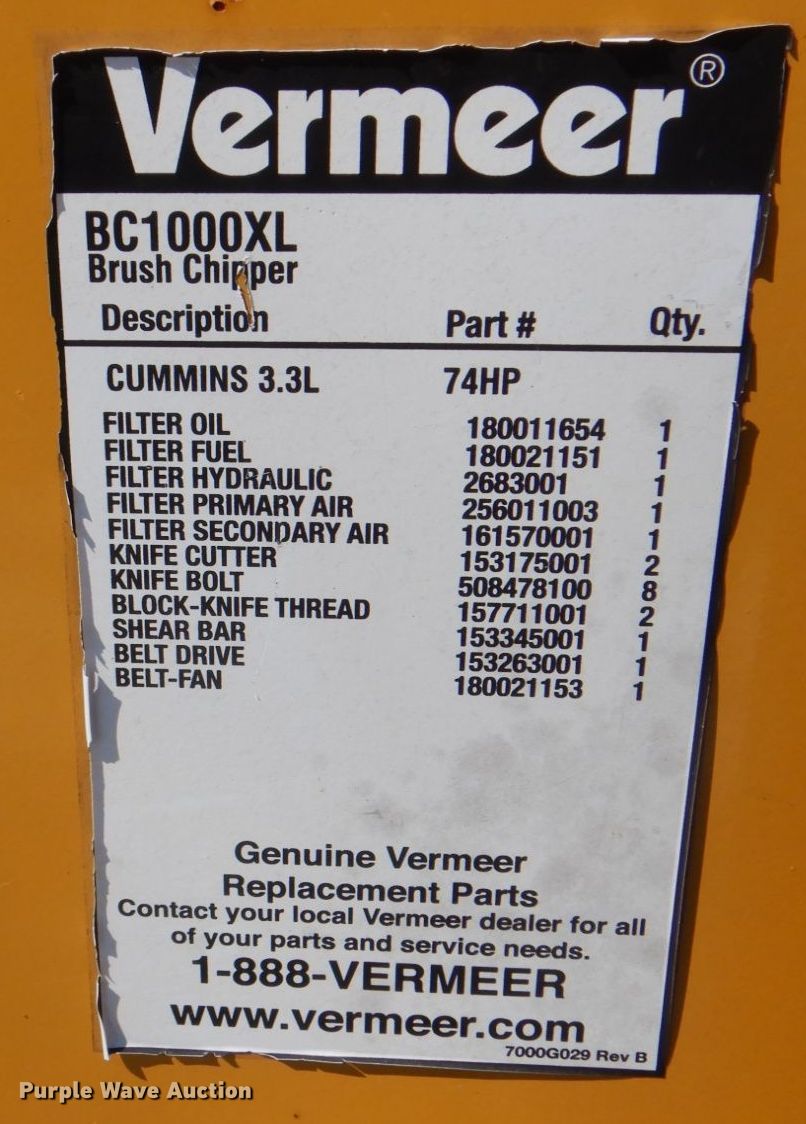 Vermeer®
BC1000XL
Brush Chipper
Description Part # Qty.
CUMMINS 3.3L 74HP
FILTER OIL 180011654 1
FILTER FUEL 180021151 1
FILTER HYDRAULIC 2683001 1
FILTER PRIMARY AIR 256011003 1
FILTER SECONDARY AIR 161570001 1
KNIFE CUTTER 153175001 2
KNIFE BOLT 508478100 8
BLOCK-KNIFE THREAD 157711001 2
SHEAR BAR 153345001 1
BELT DRIVE 153263001 1
BELT-FAN 180021153 1
Genuine Vermeer
Replacement Parts
Contact your local Vermeer dealer for all
of your parts and service needs.
1-888-VERMEER
www.vermeer.com
7000G029 Rev B
Purple Wave Auction